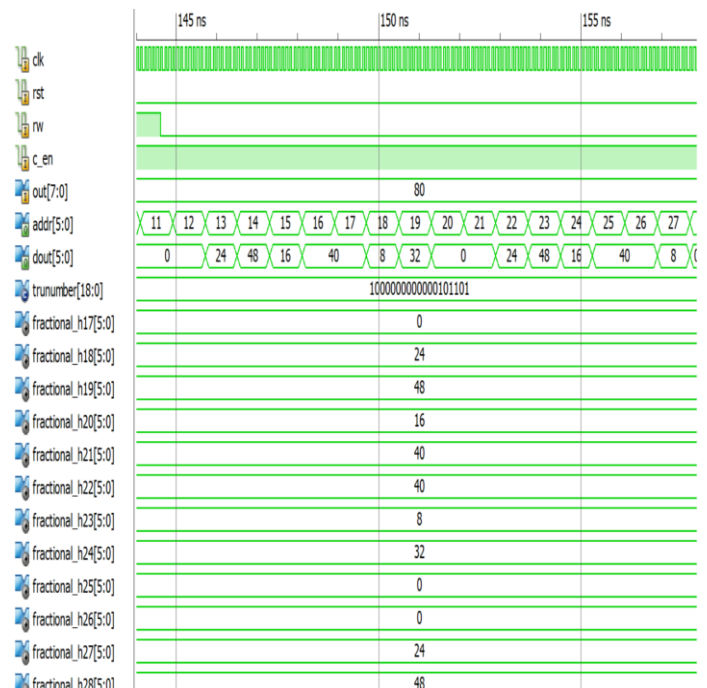 145 ns 150 ns 155 ns
clk
rst
rw
c_en
out[7:0] 80
addr[5:0] 11 12 13 14 15 16 17 18 19 20 21 22 23 24 25 26 27
dout[5:0] 0 24 48 16 40 8 32 0 24 48 16 40 8
trunumber[18:0] 1000000000000101101
fractional_h17[5:0] 0
fractional_h18[5:0] 24
fractional_h19[5:0] 48
fractional_h20[5:0] 16
fractional_h21[5:0] 40
fractional_h22[5:0] 40
fractional_h23[5:0] 8
fractional_h24[5:0] 32
fractional_h25[5:0] 0
fractional_h26[5:0] 0
fractional_h27[5:0] 24
fractional_h28[5:0] 48